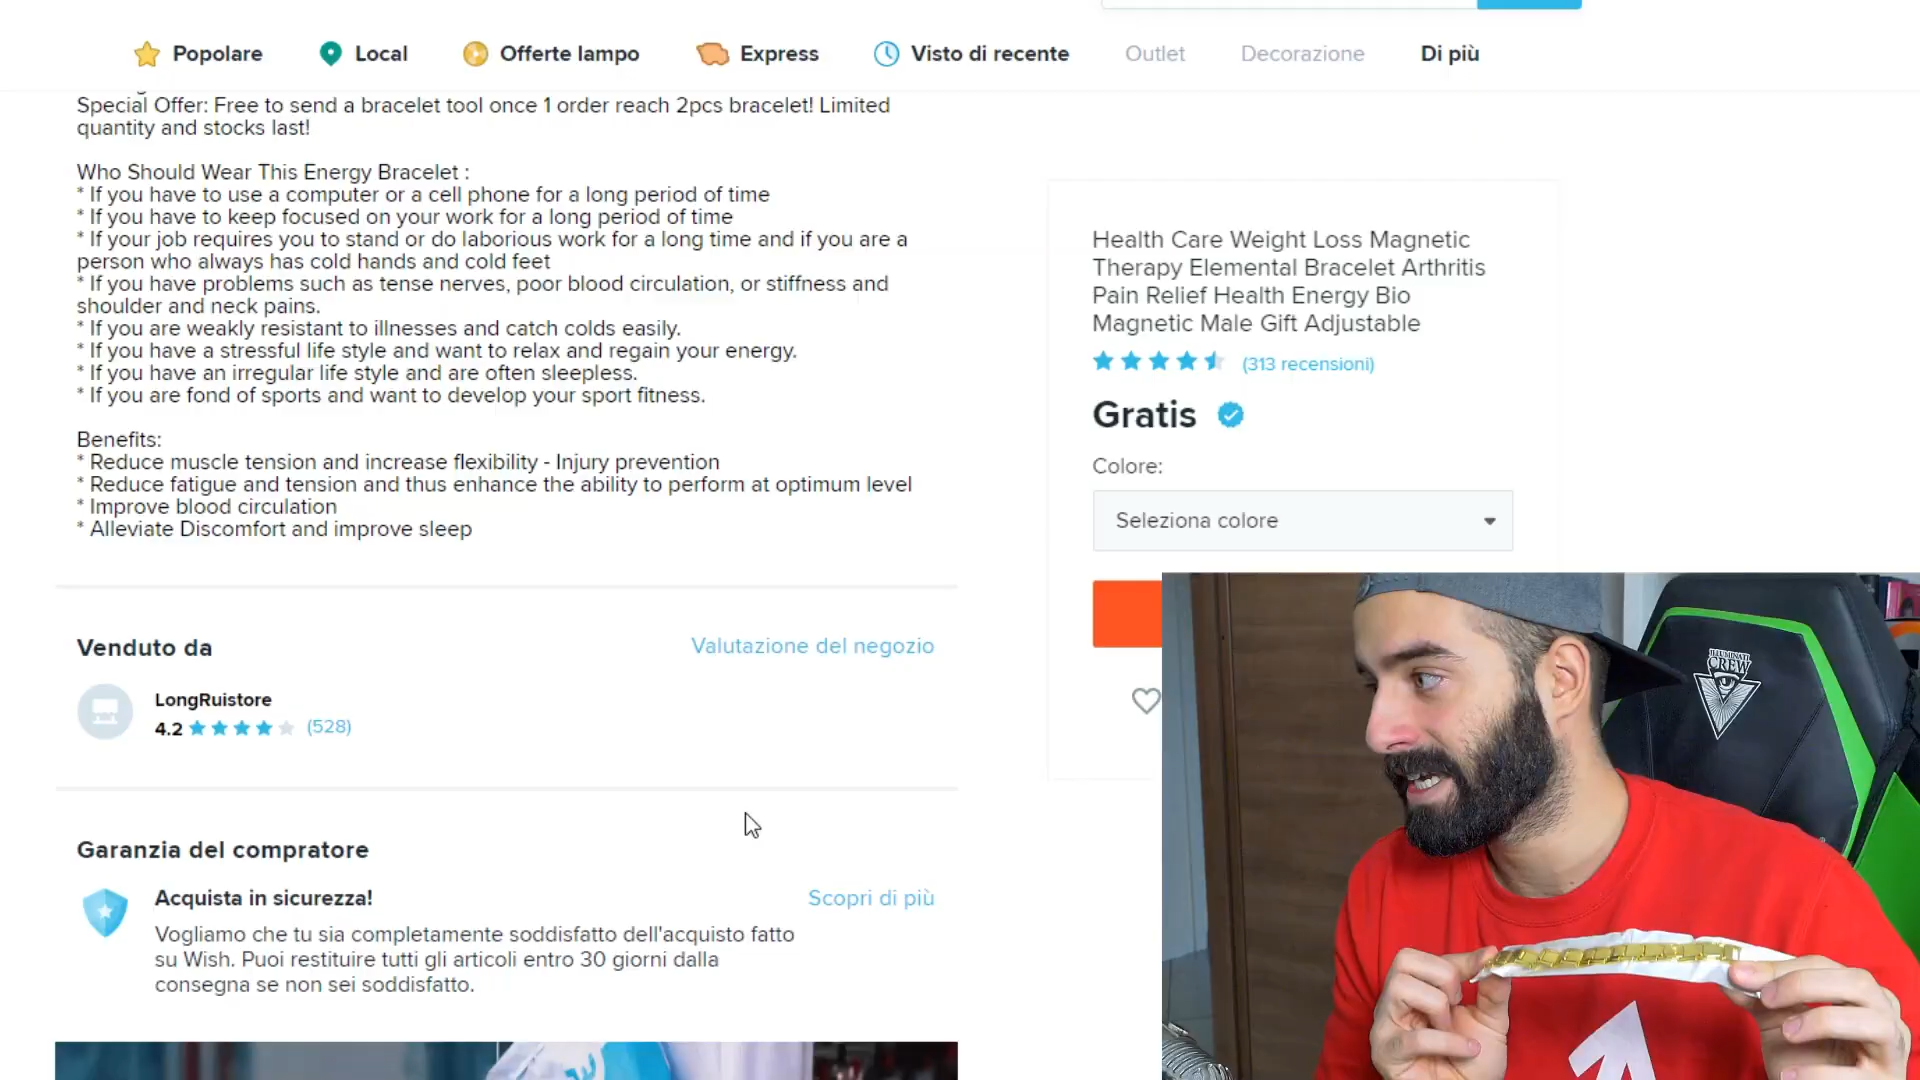 Popolare
Local
Offerte lampo
Express
Visto di recente
Outlet
Decorazione
Di più
Special Offer: Free to send a bracelet tool once 1 order reach 2pcs bracelet! Limited
quantity and stocks last!
Who Should Wear This Energy Bracelet :
* If you have to use a computer or a cell phone for a long period of time
* If you have to keep focused on your work for a long period of time
* If your job requires you to stand or do laborious work for a long time and if you are a
person who always has cold hands and cold feet
* If you have problems such as tense nerves, poor blood circulation, or stiffness and
shoulder and neck pains.
* If you are weakly resistant to illnesses and catch colds easily.
* If you have a stressful life style and want to relax and regain your energy.
* If you have an irregular life style and are often sleepless.
* If you are fond of sports and want to develop your sport fitness.
Benefits:
* Reduce muscle tension and increase flexibility - Injury prevention
* Reduce fatigue and tension and thus enhance the ability to perform at optimum level
* Improve blood circulation
* Alleviate Discomfort and improve sleep
Venduto da
Valutazione del negozio
LongRuistore
4.2
(528)
Garanzia del compratore
Acquista in sicurezza!
Scopri di più
Vogliamo che tu sia completamente soddisfatto dell'acquisto fatto
su Wish. Puoi restituire tutti gli articoli entro 30 giorni dalla
consegna se non sei soddisfatto.
Health Care Weight Loss Magnetic
Therapy Elemental Bracelet Arthritis
Pain Relief Health Energy Bio
Magnetic Male Gift Adjustable
(313 recensioni)
Gratis
Colore:
Seleziona colore
ILLUMINATI
CREW